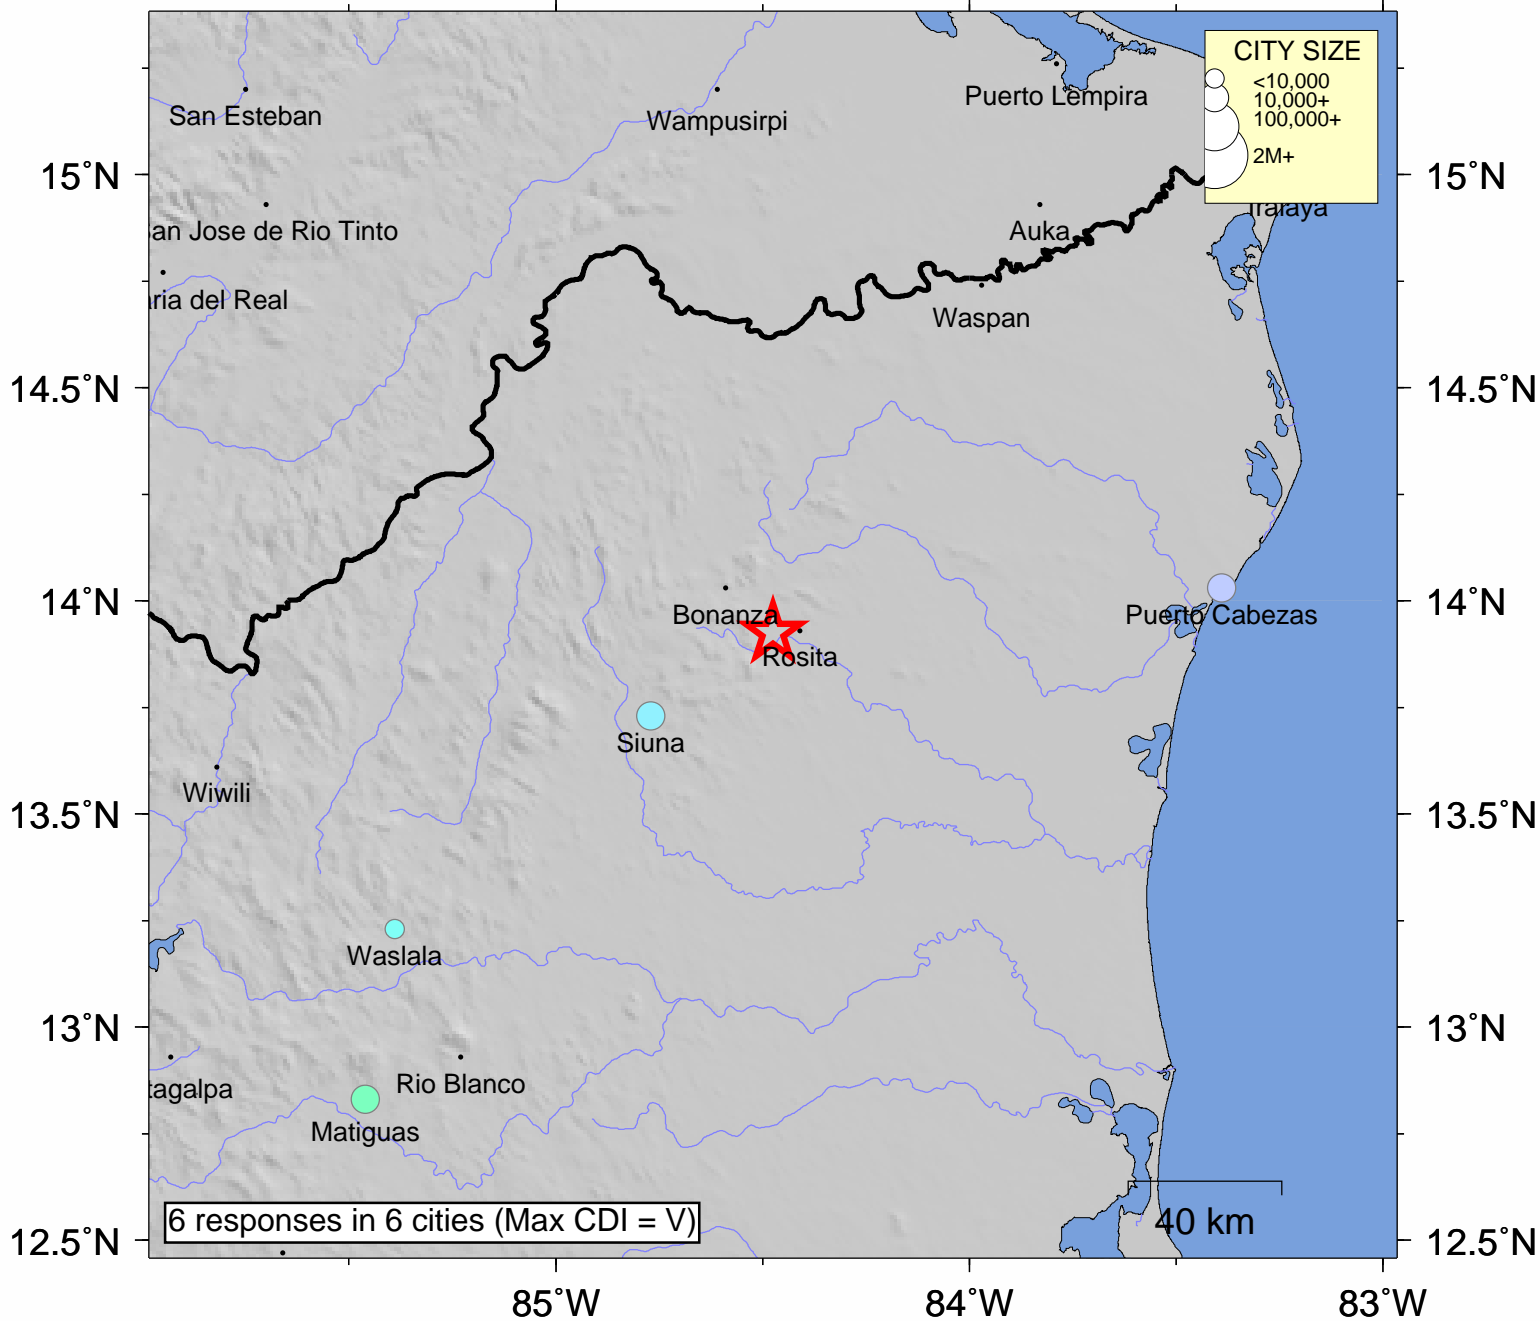 CITY SIZE
<10,000
10,000+
100,000+
2M+
Puerto Lempira
San Esteban
Wampusirpi
15°N
15°N
Iralaya
an Jose de Rio Tinto
Auka
aria del Real
Waspan
14.5°N
14.5°N
14°N
Bonanza
Puerto Cabezas
14°N
Rosita
Siuna
Wiwili
13.5°N
13.5°N
Waslala
13°N
13°N
tagalpa
Rio Blanco
Matiguas
6 responses in 6 cities (Max CDI = V)
40 km
12.5°N
12.5°N
85°W
84°W
83°W